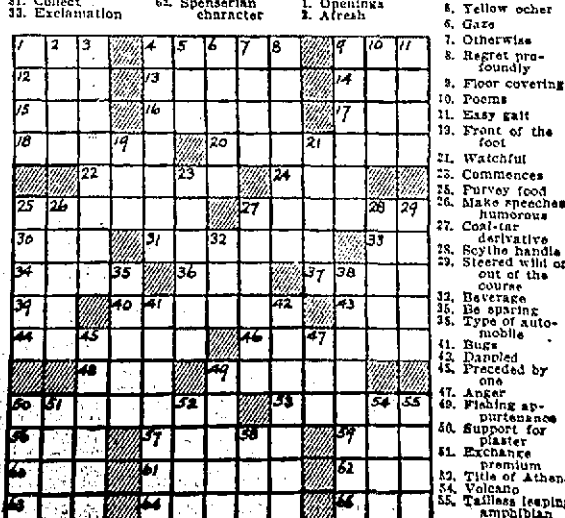 31. Collect
33. Exclamation
62. Spenserian
character
1. Openings
2. Afresh
5. Yellow ocher
6. Gaze
7. Otherwise
8. Regret pro-
foundly
9. Floor covering
10. Poems
11. Easy gait
19. Front of the
foot
21. Watchful
23. Commences
25. Purvey food
26. Make speeches
humorous
27. Coal-tar
derivative
28. Scythe handle
29. Steered wild or
out of the
course
32. Beverage
35. Be sparing
38. Type of auto-
mobile
41. Bugs
42. Dappled
45. Preceded by
one
47. Anger
49. Fishing ap-
purtenance
50. Support for
plaster
51. Exchange
premium
52. Title of Athena
54. Volcano
55. Tailless leaping
amphibian
1 2 3 4 5 6 7 8 9 10 11
12 13 14
15 16 17
18 19 20 21
22 23 24
25 26 27 28 29
30 31 32 33
34 35 36 37 38
39 40 41 42 43
44 45 46 47
48 49
50 51 52 53 54 55
56 57 58 59
60 61 62
63 64